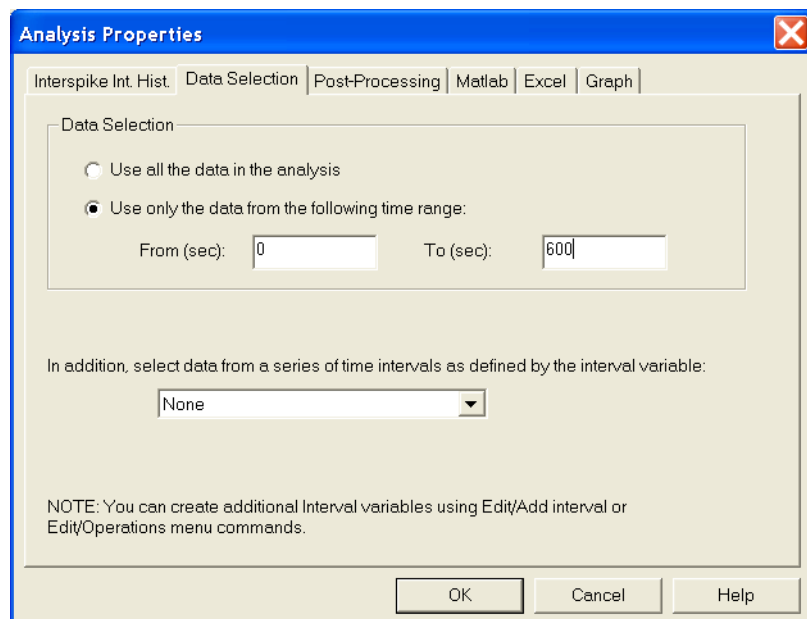 Analysis Properties
Interspike Int. Hist. Data Selection Post-Processing Matlab Excel Graph
Data Selection
Use all the data in the analysis
Use only the data from the following time range:
From (sec): 0 To (sec): 600
In addition, select data from a series of time intervals as defined by the interval variable:
None
NOTE: You can create additional Interval variables using Edit/Add interval or
Edit/Operations menu commands.
OK Cancel Help